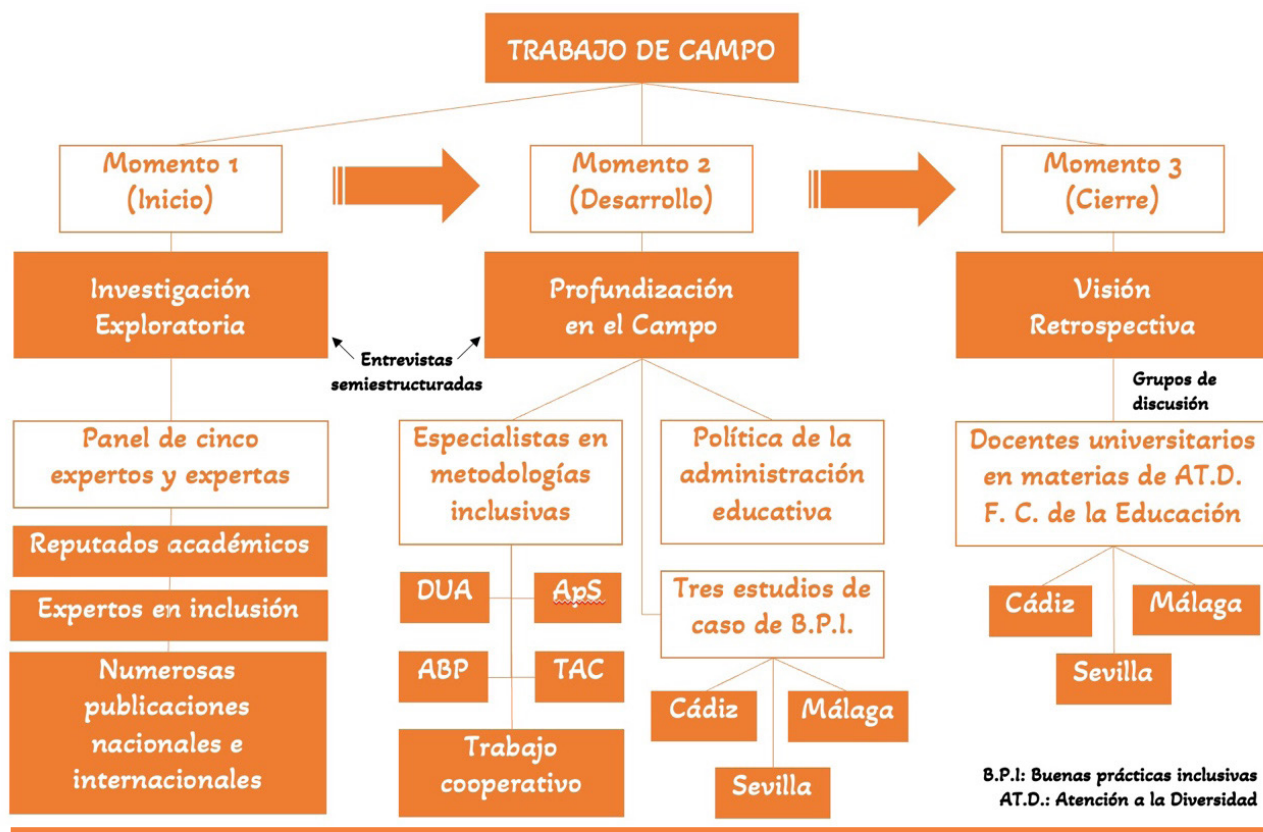 TRABAJO DE CAMPO
Momento 1
(Inicio)
Momento 2
(Desarrollo)
Momento 3
(Cierre)
Investigación
Exploratoria
Profundización
en el Campo
Visión
Retrospectiva
Entrevistas
semiestructuradas
Grupos de
discusión
Panel de cinco
expertos y expertas
Reputados académicos
Expertos en inclusión
Numerosas
publicaciones
nacionales e
internacionales
Especialistas en
metodologías
inclusivas
DUA
ApS
ABP
TAC
Trabajo
cooperativo
Política de la
administración
educativa
Tres estudios de
caso de B.P.I.
Cádiz
Málaga
Sevilla
Docentes universitarios
en materias de AT.D.
F. C. de la Educación
Cádiz
Málaga
Sevilla
B.P.I: Buenas prácticas inclusivas
AT.D.: Atención a la Diversidad